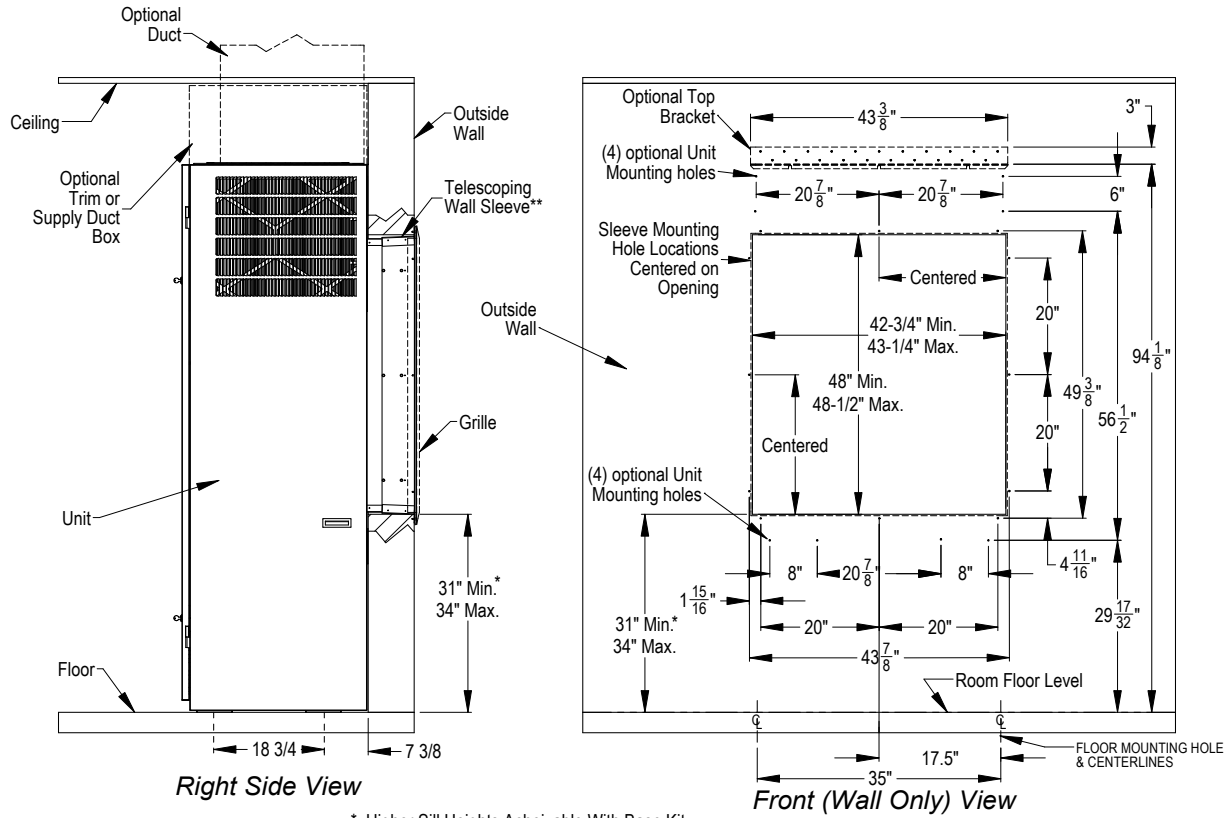 Optional
Duct
Ceiling
Outside
Wall
Optional
Trim or
Supply Duct
Box
Telescoping
Wall Sleeve**
Grille
Unit
31" Min.*
34" Max.
Floor
18 3/4
7 3/8
Right Side View
Optional Top
Bracket
43 3/8"
3"
(4) optional Unit
Mounting holes
20 7/8"
20 7/8"
6"
Sleeve Mounting
Hole Locations
Centered on
Opening
Centered
Outside
Wall
42-3/4" Min.
43-1/4" Max.
20"
94 1/8"
48" Min.
48-1/2" Max.
49 3/8"
56 1/2"
20"
Centered
(4) optional Unit
Mounting holes
8"
20 7/8"
8"
4 11/16"
1 15/16"
31" Min.*
34" Max.
20"
20"
29 17/32"
43 7/8"
Room Floor Level
CL
CL
17.5"
FLOOR MOUNTING HOLE
& CENTERLINES
35"
Front (Wall Only) View